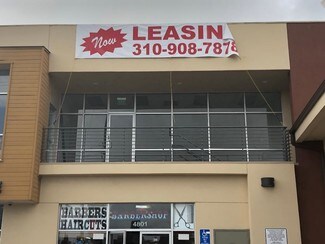 Now LEASIN
310-908-7878
BARBERS
HAIRCUTS
BARBERSHOP
4801